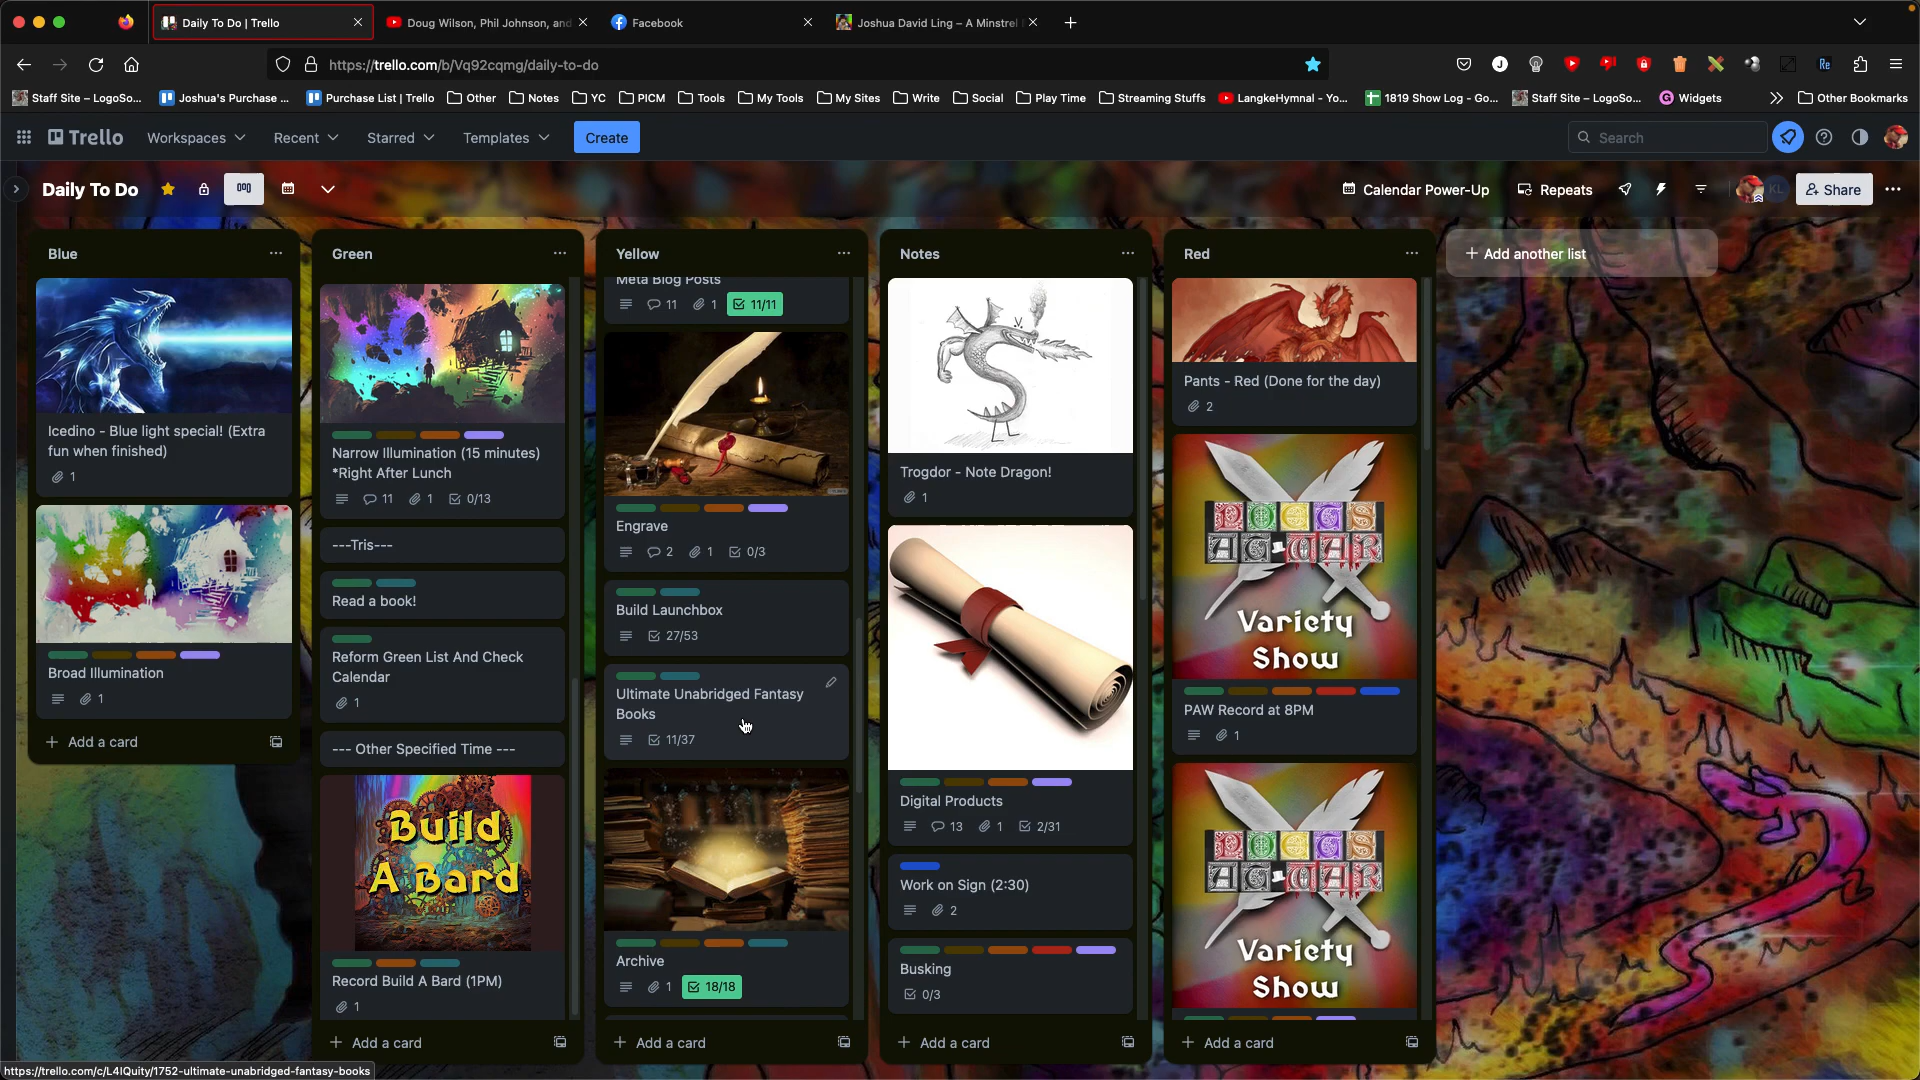 Daily To Do | Trello
Doug Wilson, Phil Johnson, and
Facebook
Joshua David Ling – A Minstrel
https://trello.com/b/Vq92cqmg/daily-to-do
Staff Site – LogoSo...
Joshua's Purchase ...
Purchase List | Trello
Other
Notes
YC
PICM
Tools
My Tools
My Sites
Write
Social
Play Time
Streaming Stuffs
LangkeHymnal - Yo...
1819 Show Log - Go...
Staff Site – LogoSo...
Widgets
Other Bookmarks
Trello
Workspaces
Recent
Starred
Templates
Create
Search
Daily To Do
Calendar Power-Up
Repeats
KL
Share
Blue
Icedino - Blue light special! (Extra
fun when finished)
1
Broad Illumination
1
Add a card
Green
Narrow Illumination (15 minutes)
*Right After Lunch
11
1
0/13
---Tris---
Read a book!
Reform Green List And Check
Calendar
1
--- Other Specified Time ---
Build
A Bard
Record Build A Bard (1PM)
1
Add a card
Yellow
Meta Blog Posts
11
1
11/11
Engrave
2
1
0/3
Build Launchbox
27/53
Ultimate Unabridged Fantasy
Books
11/37
Archive
1
18/18
Add a card
Notes
Trogdor - Note Dragon!
1
Digital Products
13
1
2/31
Work on Sign (2:30)
2
Busking
0/3
Add a card
Red
Pants - Red (Done for the day)
2
POETS
AT WAR
Variety
Show
PAW Record at 8PM
1
POETS
AT WAR
Variety
Show
Add a card
Add another list
https://trello.com/c/L4IQuity/1752-ultimate-unabridged-fantasy-books